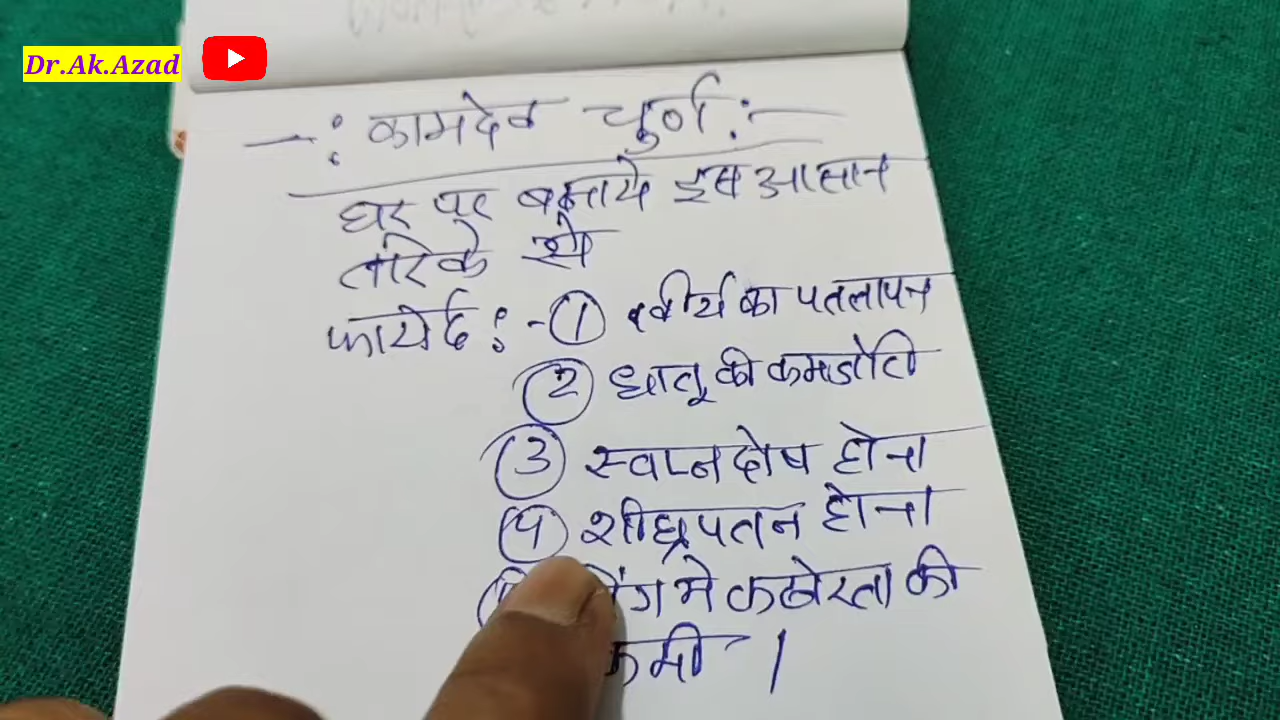 Dr.Ak.Azad
-: कामदेव चुर्ण :-
घर पर बनाये इस आसान
तरिके से
फायेदे :- ① वीर्य का पतलापन
② धातू की कमजोरी
③ स्वप्नदोष होना
④ शीघ्रपतन होना
में कठोरता की
कमी ।